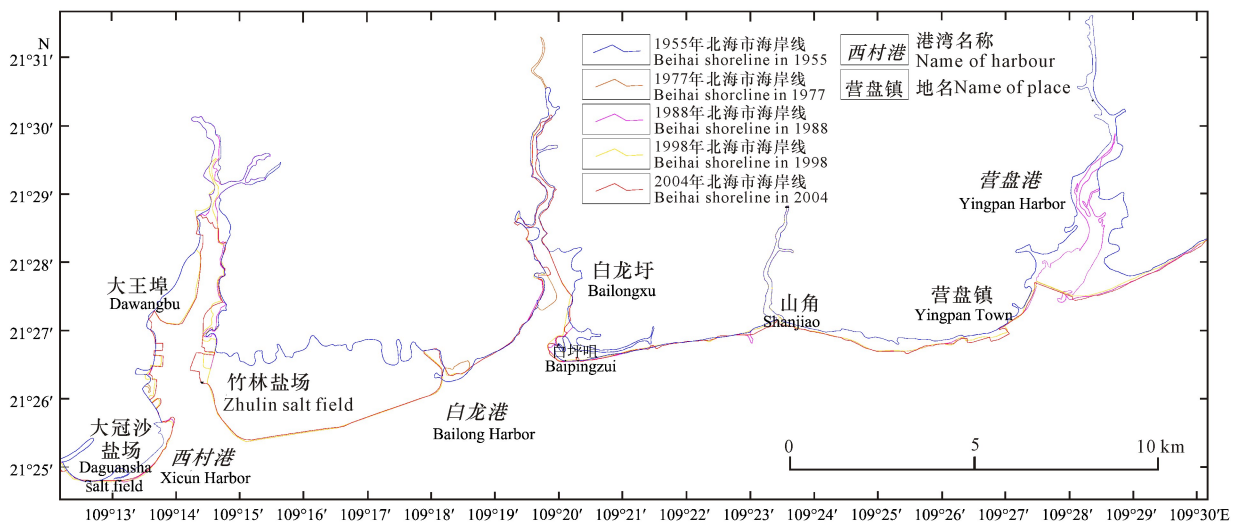 N
21°31′
21°30′
21°29′
21°28′
21°27′
21°26′
21°25′
1955年北海市海岸线
Beihai shoreline in 1955
1977年北海市海岸线
Beihai shorcline in 1977
1988年北海市海岸线
Beihai shoreline in 1988
1998年北海市海岸线
Beihai shoreline in 1998
2004年北海市海岸线
Beihai shoreline in 2004
西村港
港湾名称
Name of harbour
营盘镇
地名Name of place
营盘港
Yingpan Harbor
大王埠
Dawangbu
白龙圩
Bailongxu
山角
Shanjiao
营盘镇
Yingpan Town
白坪咀
Baipingzui
竹林盐场
Zhulin salt field
白龙港
Bailong Harbor
大冠沙
盐场
Daguansha
salt field
西村港
Xicun Harbor
0 5 10 km
109°13′ 109°14′ 109°15′ 109°16′ 109°17′ 109°18′ 109°19′ 109°20′ 109°21′ 109°22′ 109°23′ 109°24′ 109°25′ 109°26′ 109°27′ 109°28′ 109°29′ 109°30′E